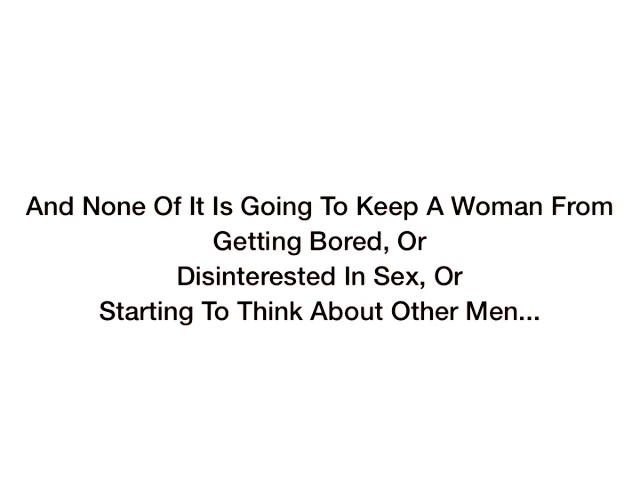 And None Of It Is Going To Keep A Woman From
Getting Bored, Or
Disinterested In Sex, Or
Starting To Think About Other Men...